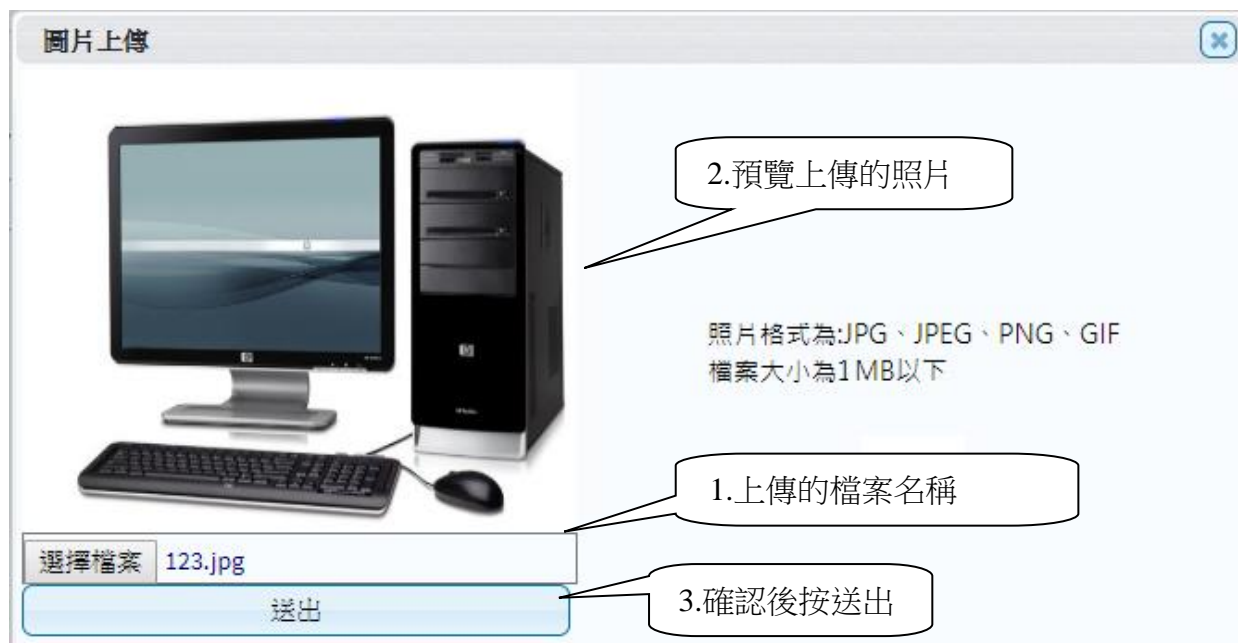 圖片上傳
2.預覽上傳的照片
照片格式為:JPG、JPEG、PNG、GIF
檔案大小為1MB以下
1.上傳的檔案名稱
選擇檔案 123.jpg
送出
3.確認後按送出